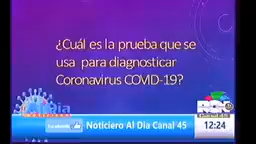 ¿Cuál es la prueba que se
usa para diagnosticar
Coronavirus COVID-19?
Noticiero Al Dia Canal 45
12:24